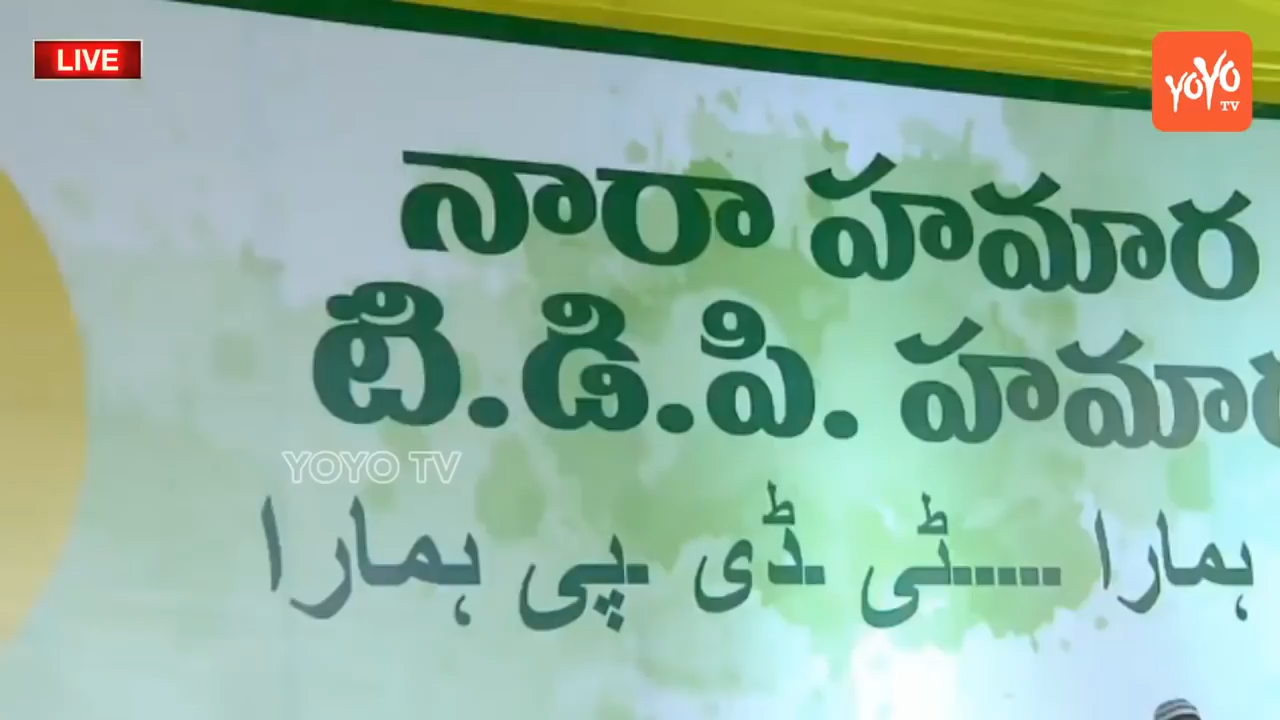 LIVE
YOYO TV
నారా హమార
టి.డి.పి. హమార
YOYO TV
ہمارا ......ٹی ۔ڈی ۔پی ہمارا